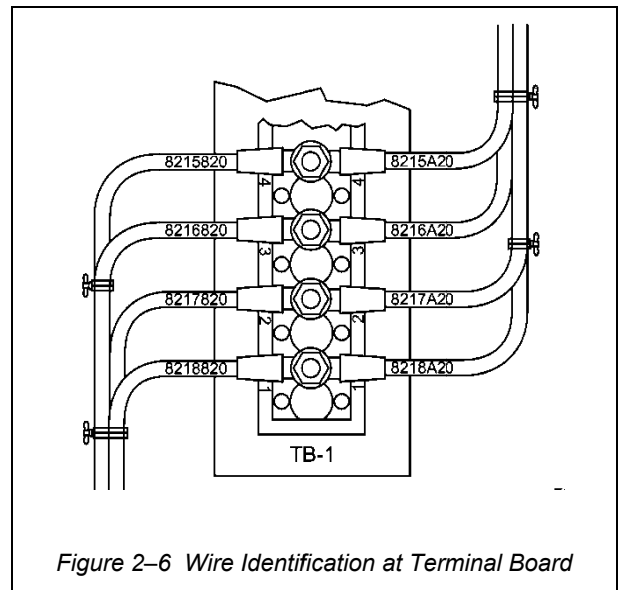 8215820 4 4 8215A20
8216820 3 3 8216A20
8217820 2 2 8217A20
8218820 1 1 8218A20
TB-1
Figure 2–6 Wire Identification at Terminal Board